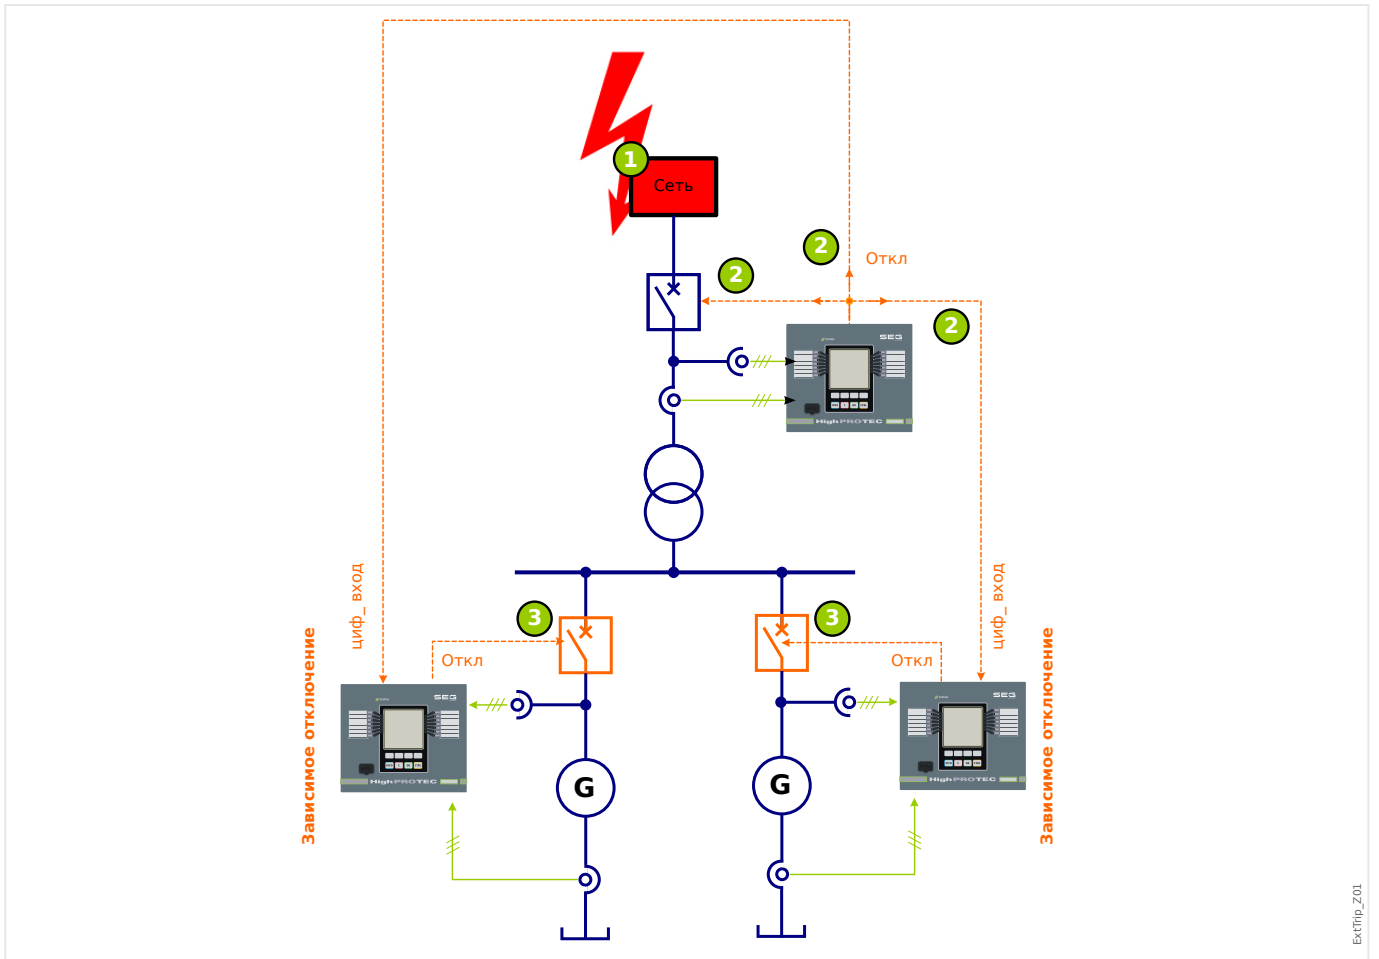 1
Сеть
2
Откл
2
2
SEG
HighPROTEC
циф_ вход
циф_ вход
3
3
Откл
Откл
Зависимое отключение
Зависимое отключение
SEG
SEG
HighPROTEC
HighPROTEC
G
G
ExtTrip_Z01